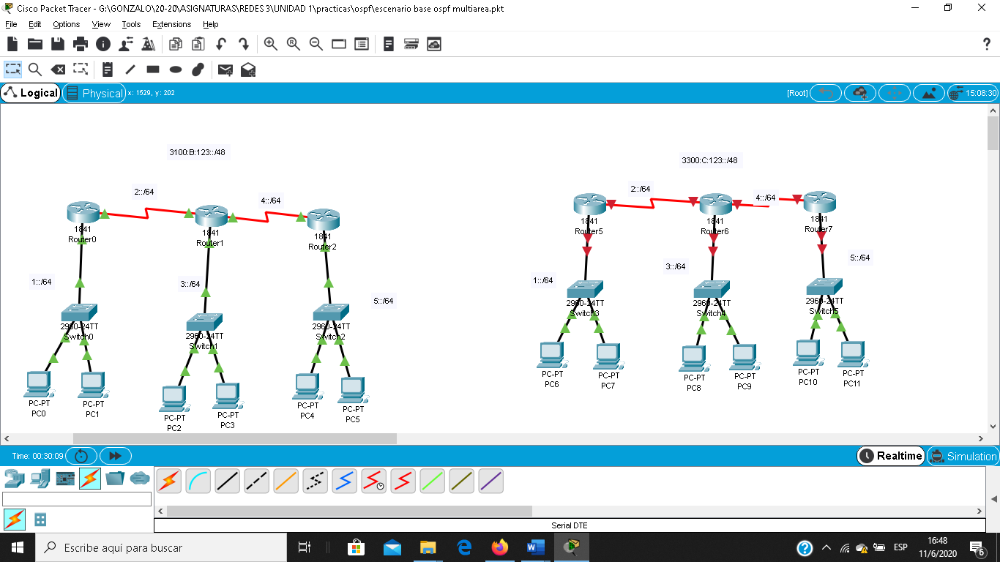 Cisco Packet Tracer - G:\GONZALO\20-20\ASIGNATURAS\REDES 3\UNIDAD 1\practicas\ospf\escenario base ospf multiarea.pkt
File Edit Options View Tools Extensions Help
Logical Physical x: 1529, y: 202 [Root] 15:08:30
3100:B:123::/48
3300:C:123::/48
2::/64
4::/64
2::/64
4::/64
1841
Router0
1841
Router1
1841
Router2
1841
Router5
1841
Router6
1841
Router7
1::/64
3::/64
5::/64
1::/64
3::/64
5::/64
2960-24TT
Switch0
2960-24TT
Switch1
2960-24TT
Switch2
2960-24TT
Switch3
2960-24TT
Switch4
2960-24TT
Switch5
PC-PT
PC0
PC-PT
PC1
PC-PT
PC2
PC-PT
PC3
PC-PT
PC4
PC-PT
PC5
PC-PT
PC6
PC-PT
PC7
PC-PT
PC8
PC-PT
PC9
PC-PT
PC10
PC-PT
PC11
Time: 00:30:09 Realtime Simulation
Serial DTE
Escribe aquí para buscar
ESP
16:48
11/6/2020
6